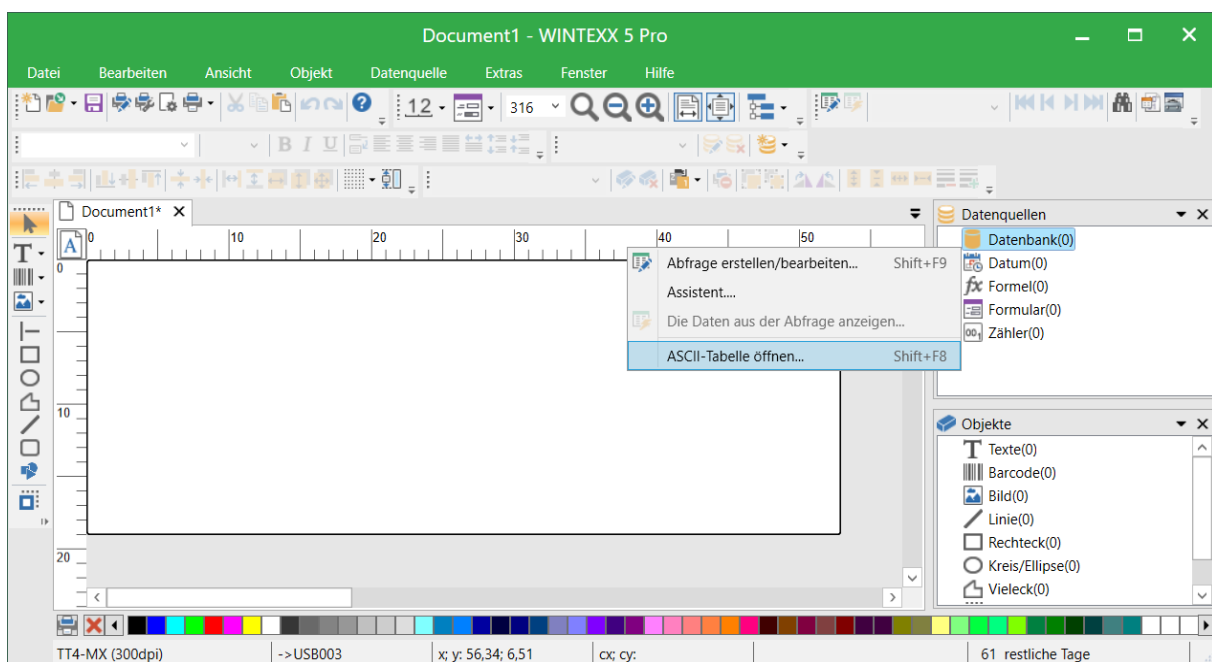 Document1 - WINTEXX 5 Pro
Datei Bearbeiten Ansicht Objekt Datenquelle Extras Fenster Hilfe
12 316
B I U
Document1* X
A 0 10 20 30 40 50
0
10
20
Abfrage erstellen/bearbeiten... Shift+F9
Assistent....
Die Daten aus der Abfrage anzeigen...
ASCII-Tabelle öffnen... Shift+F8
Datenquellen
Datenbank(0)
Datum(0)
fx Formel(0)
Formular(0)
001 Zähler(0)
Objekte
T Texte(0)
Barcode(0)
Bild(0)
Linie(0)
Rechteck(0)
Kreis/Ellipse(0)
Vieleck(0)
TT4-MX (300dpi) ->USB003 x; y: 56,34; 6,51 cx; cy: 61 restliche Tage